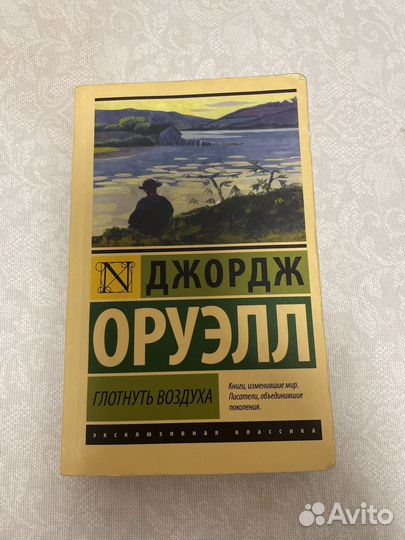 N
ДЖОРДЖ
ОРУЭЛЛ
ГЛОТНУТЬ ВОЗДУХА
Книги, изменившие мир.
Писатели, объединившие
поколения.
эксклюзивная классика
Avito